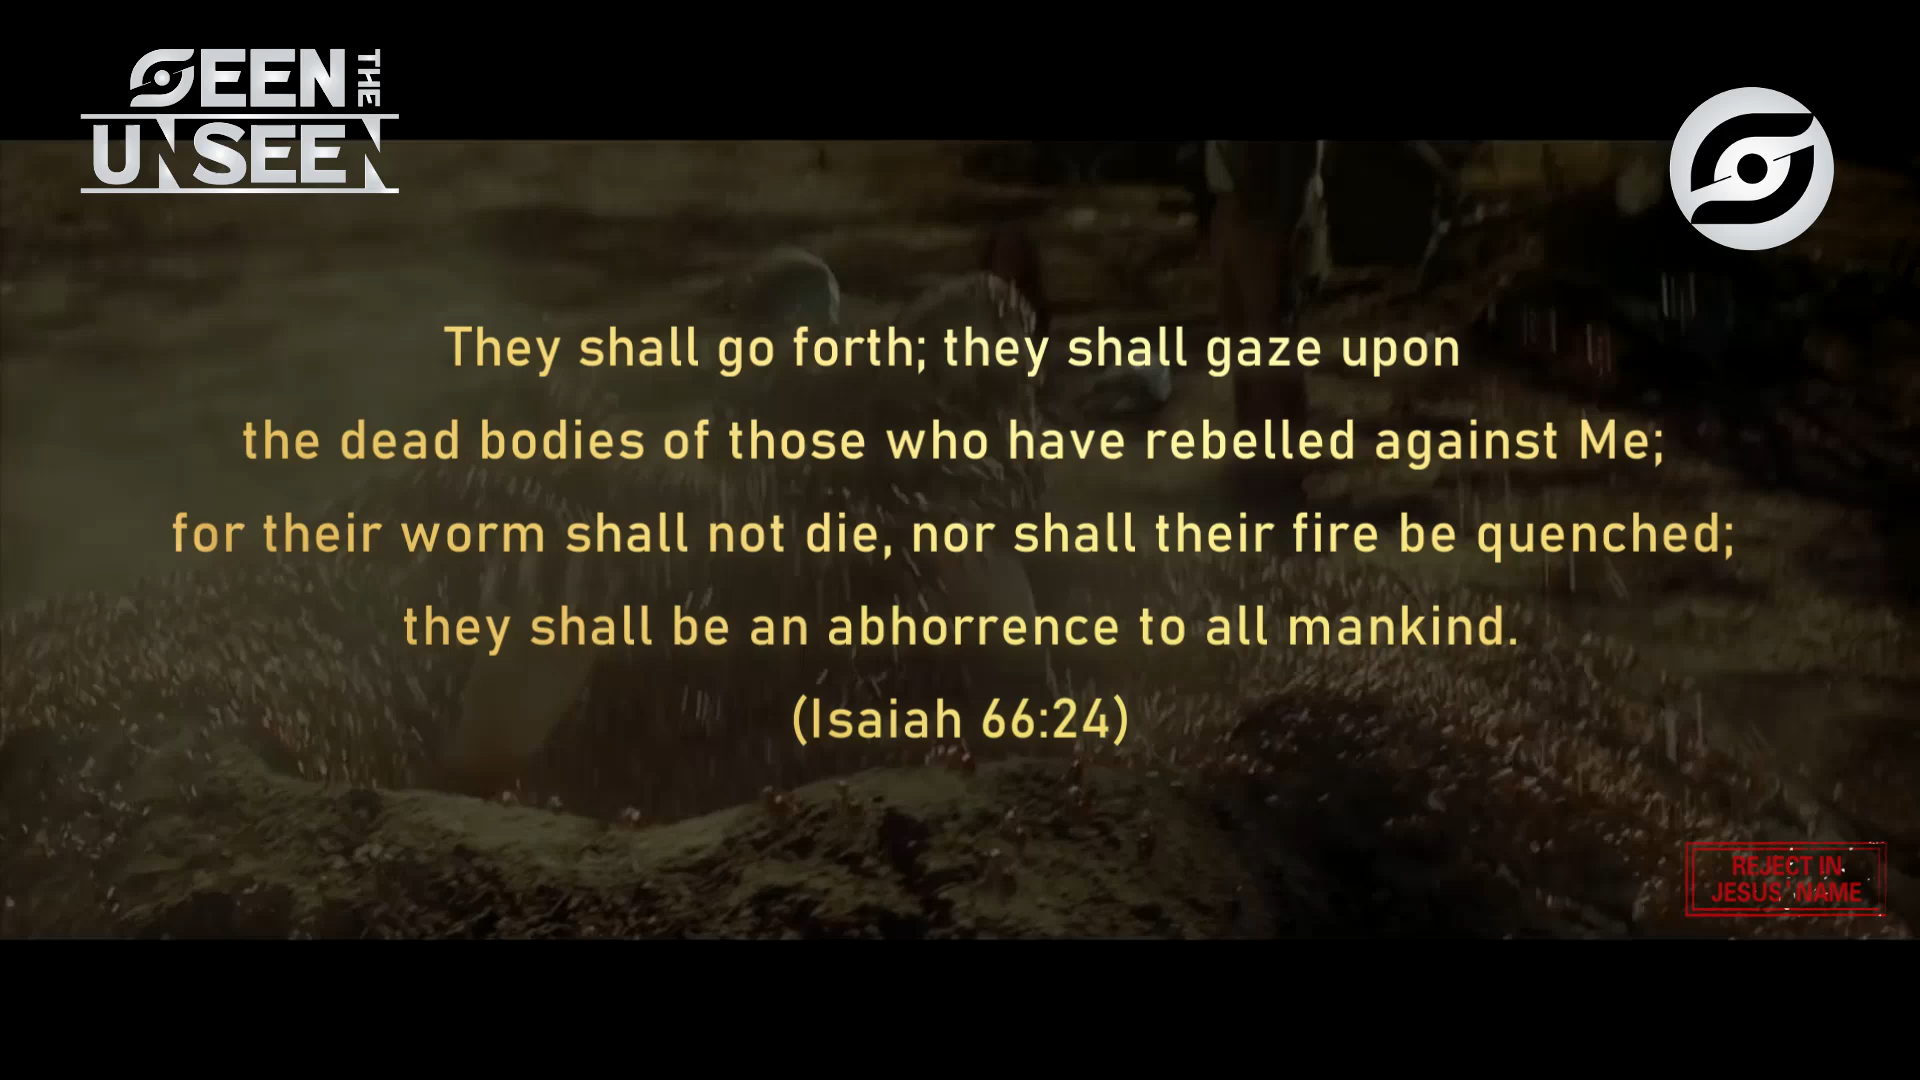 SEEN THE
UNSEEN
They shall go forth; they shall gaze upon
the dead bodies of those who have rebelled against Me;
for their worm shall not die, nor shall their fire be quenched;
they shall be an abhorrence to all mankind.
(Isaiah 66:24)
REJECT IN
JESUS' NAME